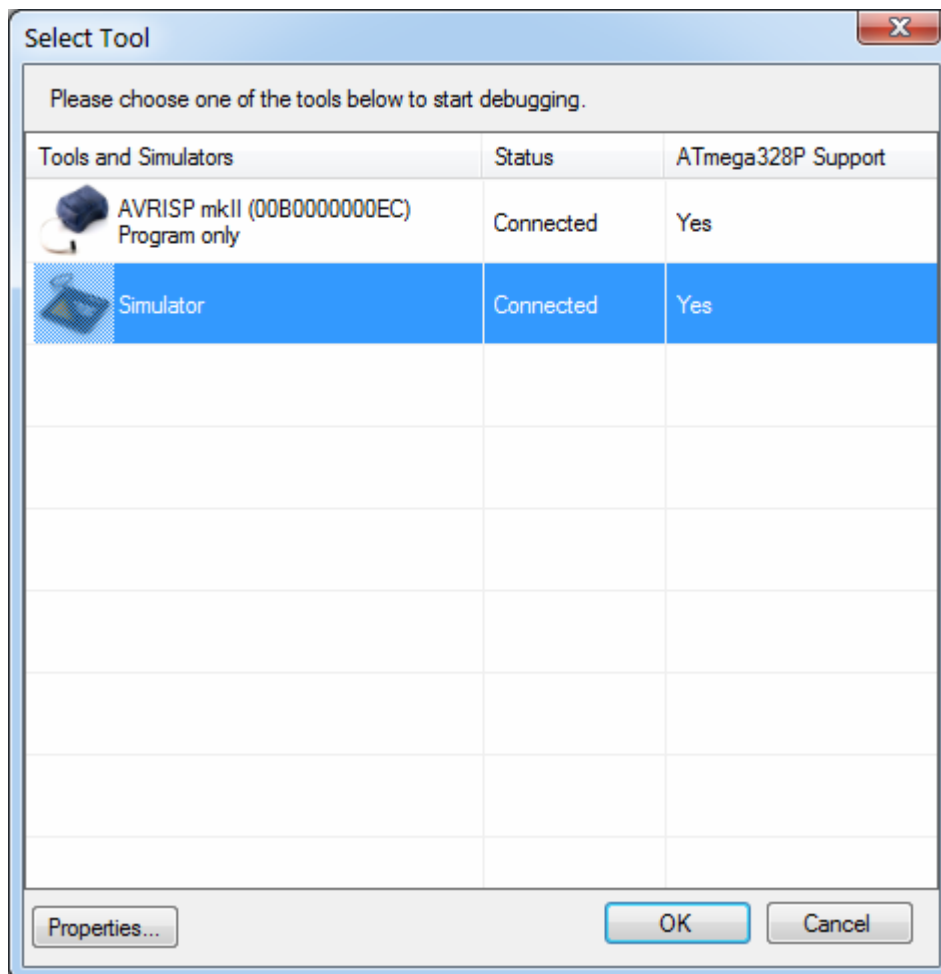 Select Tool
Please choose one of the tools below to start debugging.
Tools and Simulators Status ATmega328P Support
AVRISP mkII (00B0000000EC)
Program only
Connected Yes
Simulator Connected Yes
Properties... OK Cancel